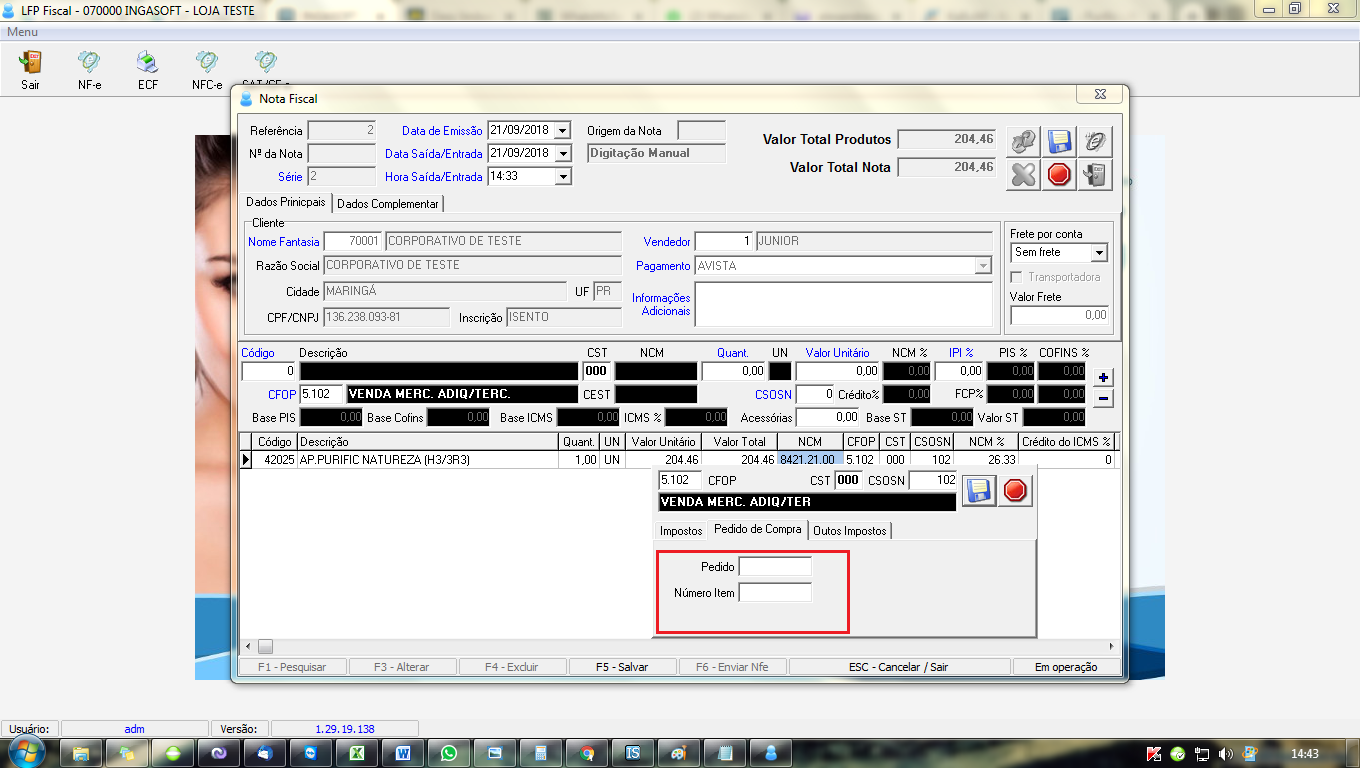 LFP Fiscal - 070000 INGASOFT - LOJA TESTE
Menu
Sair NF-e ECF NFC-e
Nota Fiscal
Referência 2 Data de Emissão 21/09/2018 Origem da Nota
Nº da Nota Data Saída/Entrada 21/09/2018 Digitação Manual
Série 2 Hora Saída/Entrada 14:33
Valor Total Produtos 204,46
Valor Total Nota 204,46
Dados Prinicpais Dados Complementar
Cliente
Nome Fantasia 70001 CORPORATIVO DE TESTE Vendedor 1 JUNIOR
Razão Social CORPORATIVO DE TESTE Pagamento AVISTA
Cidade MARINGÁ UF PR Informações
Adicionais
CPF/CNPJ 136.238.093-81 Inscrição ISENTO
Frete por conta
Sem frete
Transportadora
Valor Frete
0,00
Código Descrição CST NCM Quant. UN Valor Unitário NCM % IPI % PIS % COFINS %
0 000 0,00 0,00 0,00 0,00 0,00 0,00
CFOP 5.102 VENDA MERC. ADIQ/TERC. CEST CSOSN 0 Crédito% 0,00 FCP% 0,00 0,00
Base PIS 0,00 Base Cofins 0,00 Base ICMS 0,00 ICMS % 0,00 Acessórias 0,00 Base ST 0,00 Valor ST 0,00
Código Descrição Quant. UN Valor Unitário Valor Total NCM CFOP CST CSOSN NCM % Crédito do ICMS %
42025 AP.PURIFIC NATUREZA (H3/3R3) 1,00 UN 204.46 204.46 8421.21.00 5.102 000 102 26.33 0
5.102 CFOP CST 000 CSOSN 102
VENDA MERC. ADIQ/TER
Impostos Pedido de Compra Outos Impostos
Pedido
Número Item
F1 - Pesquisar F3 - Alterar F4 - Excluir F5 - Salvar F6 - Enviar Nfe ESC - Cancelar / Sair Em operação
Usuário: adm Versão: 1.29.19.138
14:43